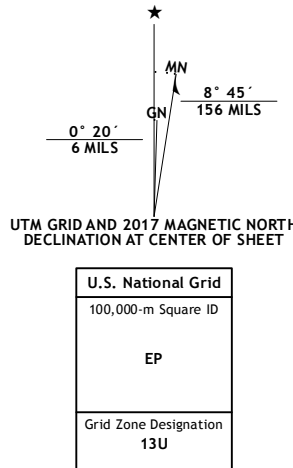 ★
MN
8° 45´
156 MILS
GN
0° 20´
6 MILS
UTM GRID AND 2017 MAGNETIC NORTH
DECLINATION AT CENTER OF SHEET
U.S. National Grid
100,000-m Square ID
EP
Grid Zone Designation
13U